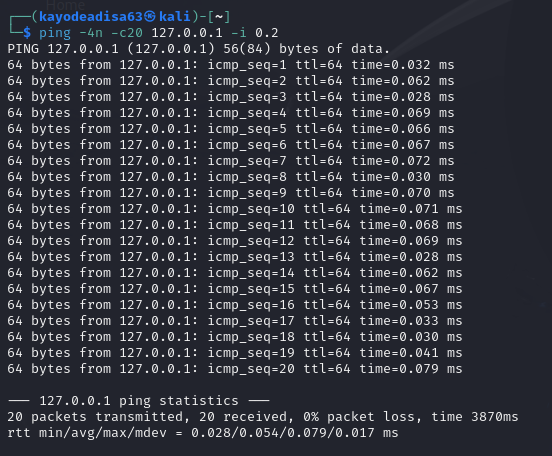 Home
┌──(kayodeadisa63㉿kali)-[~]
└─$ ping -4n -c20 127.0.0.1 -i 0.2
PING 127.0.0.1 (127.0.0.1) 56(84) bytes of data.
64 bytes from 127.0.0.1: icmp_seq=1 ttl=64 time=0.032 ms
64 bytes from 127.0.0.1: icmp_seq=2 ttl=64 time=0.062 ms
64 bytes from 127.0.0.1: icmp_seq=3 ttl=64 time=0.028 ms
64 bytes from 127.0.0.1: icmp_seq=4 ttl=64 time=0.069 ms
64 bytes from 127.0.0.1: icmp_seq=5 ttl=64 time=0.066 ms
64 bytes from 127.0.0.1: icmp_seq=6 ttl=64 time=0.067 ms
64 bytes from 127.0.0.1: icmp_seq=7 ttl=64 time=0.072 ms
64 bytes from 127.0.0.1: icmp_seq=8 ttl=64 time=0.030 ms
64 bytes from 127.0.0.1: icmp_seq=9 ttl=64 time=0.070 ms
64 bytes from 127.0.0.1: icmp_seq=10 ttl=64 time=0.071 ms
64 bytes from 127.0.0.1: icmp_seq=11 ttl=64 time=0.068 ms
64 bytes from 127.0.0.1: icmp_seq=12 ttl=64 time=0.069 ms
64 bytes from 127.0.0.1: icmp_seq=13 ttl=64 time=0.028 ms
64 bytes from 127.0.0.1: icmp_seq=14 ttl=64 time=0.062 ms
64 bytes from 127.0.0.1: icmp_seq=15 ttl=64 time=0.067 ms
64 bytes from 127.0.0.1: icmp_seq=16 ttl=64 time=0.053 ms
64 bytes from 127.0.0.1: icmp_seq=17 ttl=64 time=0.033 ms
64 bytes from 127.0.0.1: icmp_seq=18 ttl=64 time=0.030 ms
64 bytes from 127.0.0.1: icmp_seq=19 ttl=64 time=0.041 ms
64 bytes from 127.0.0.1: icmp_seq=20 ttl=64 time=0.079 ms
--- 127.0.0.1 ping statistics ---
20 packets transmitted, 20 received, 0% packet loss, time 3870ms
rtt min/avg/max/mdev = 0.028/0.054/0.079/0.017 ms